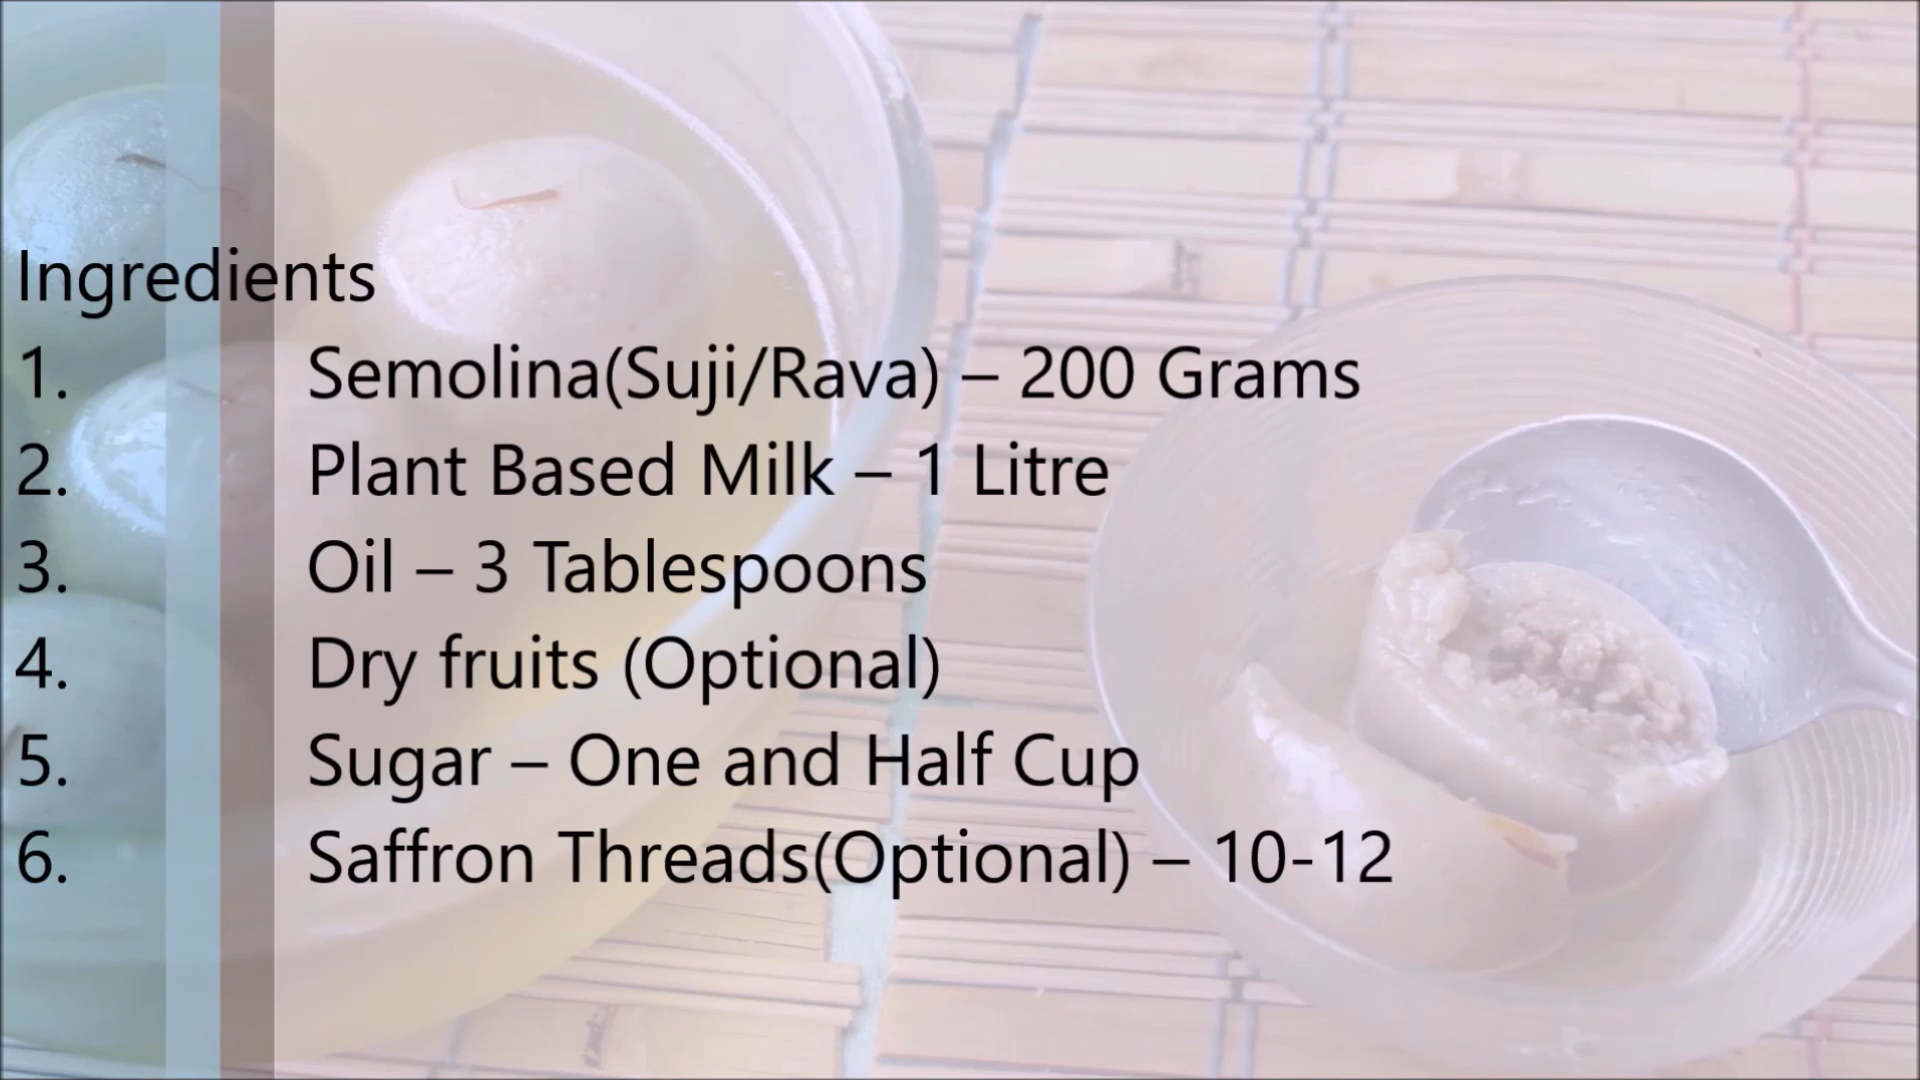 Ingredients
1. Semolina(Suji/Rava) – 200 Grams
2. Plant Based Milk – 1 Litre
3. Oil – 3 Tablespoons
4. Dry fruits (Optional)
5. Sugar – One and Half Cup
6. Saffron Threads(Optional) – 10-12